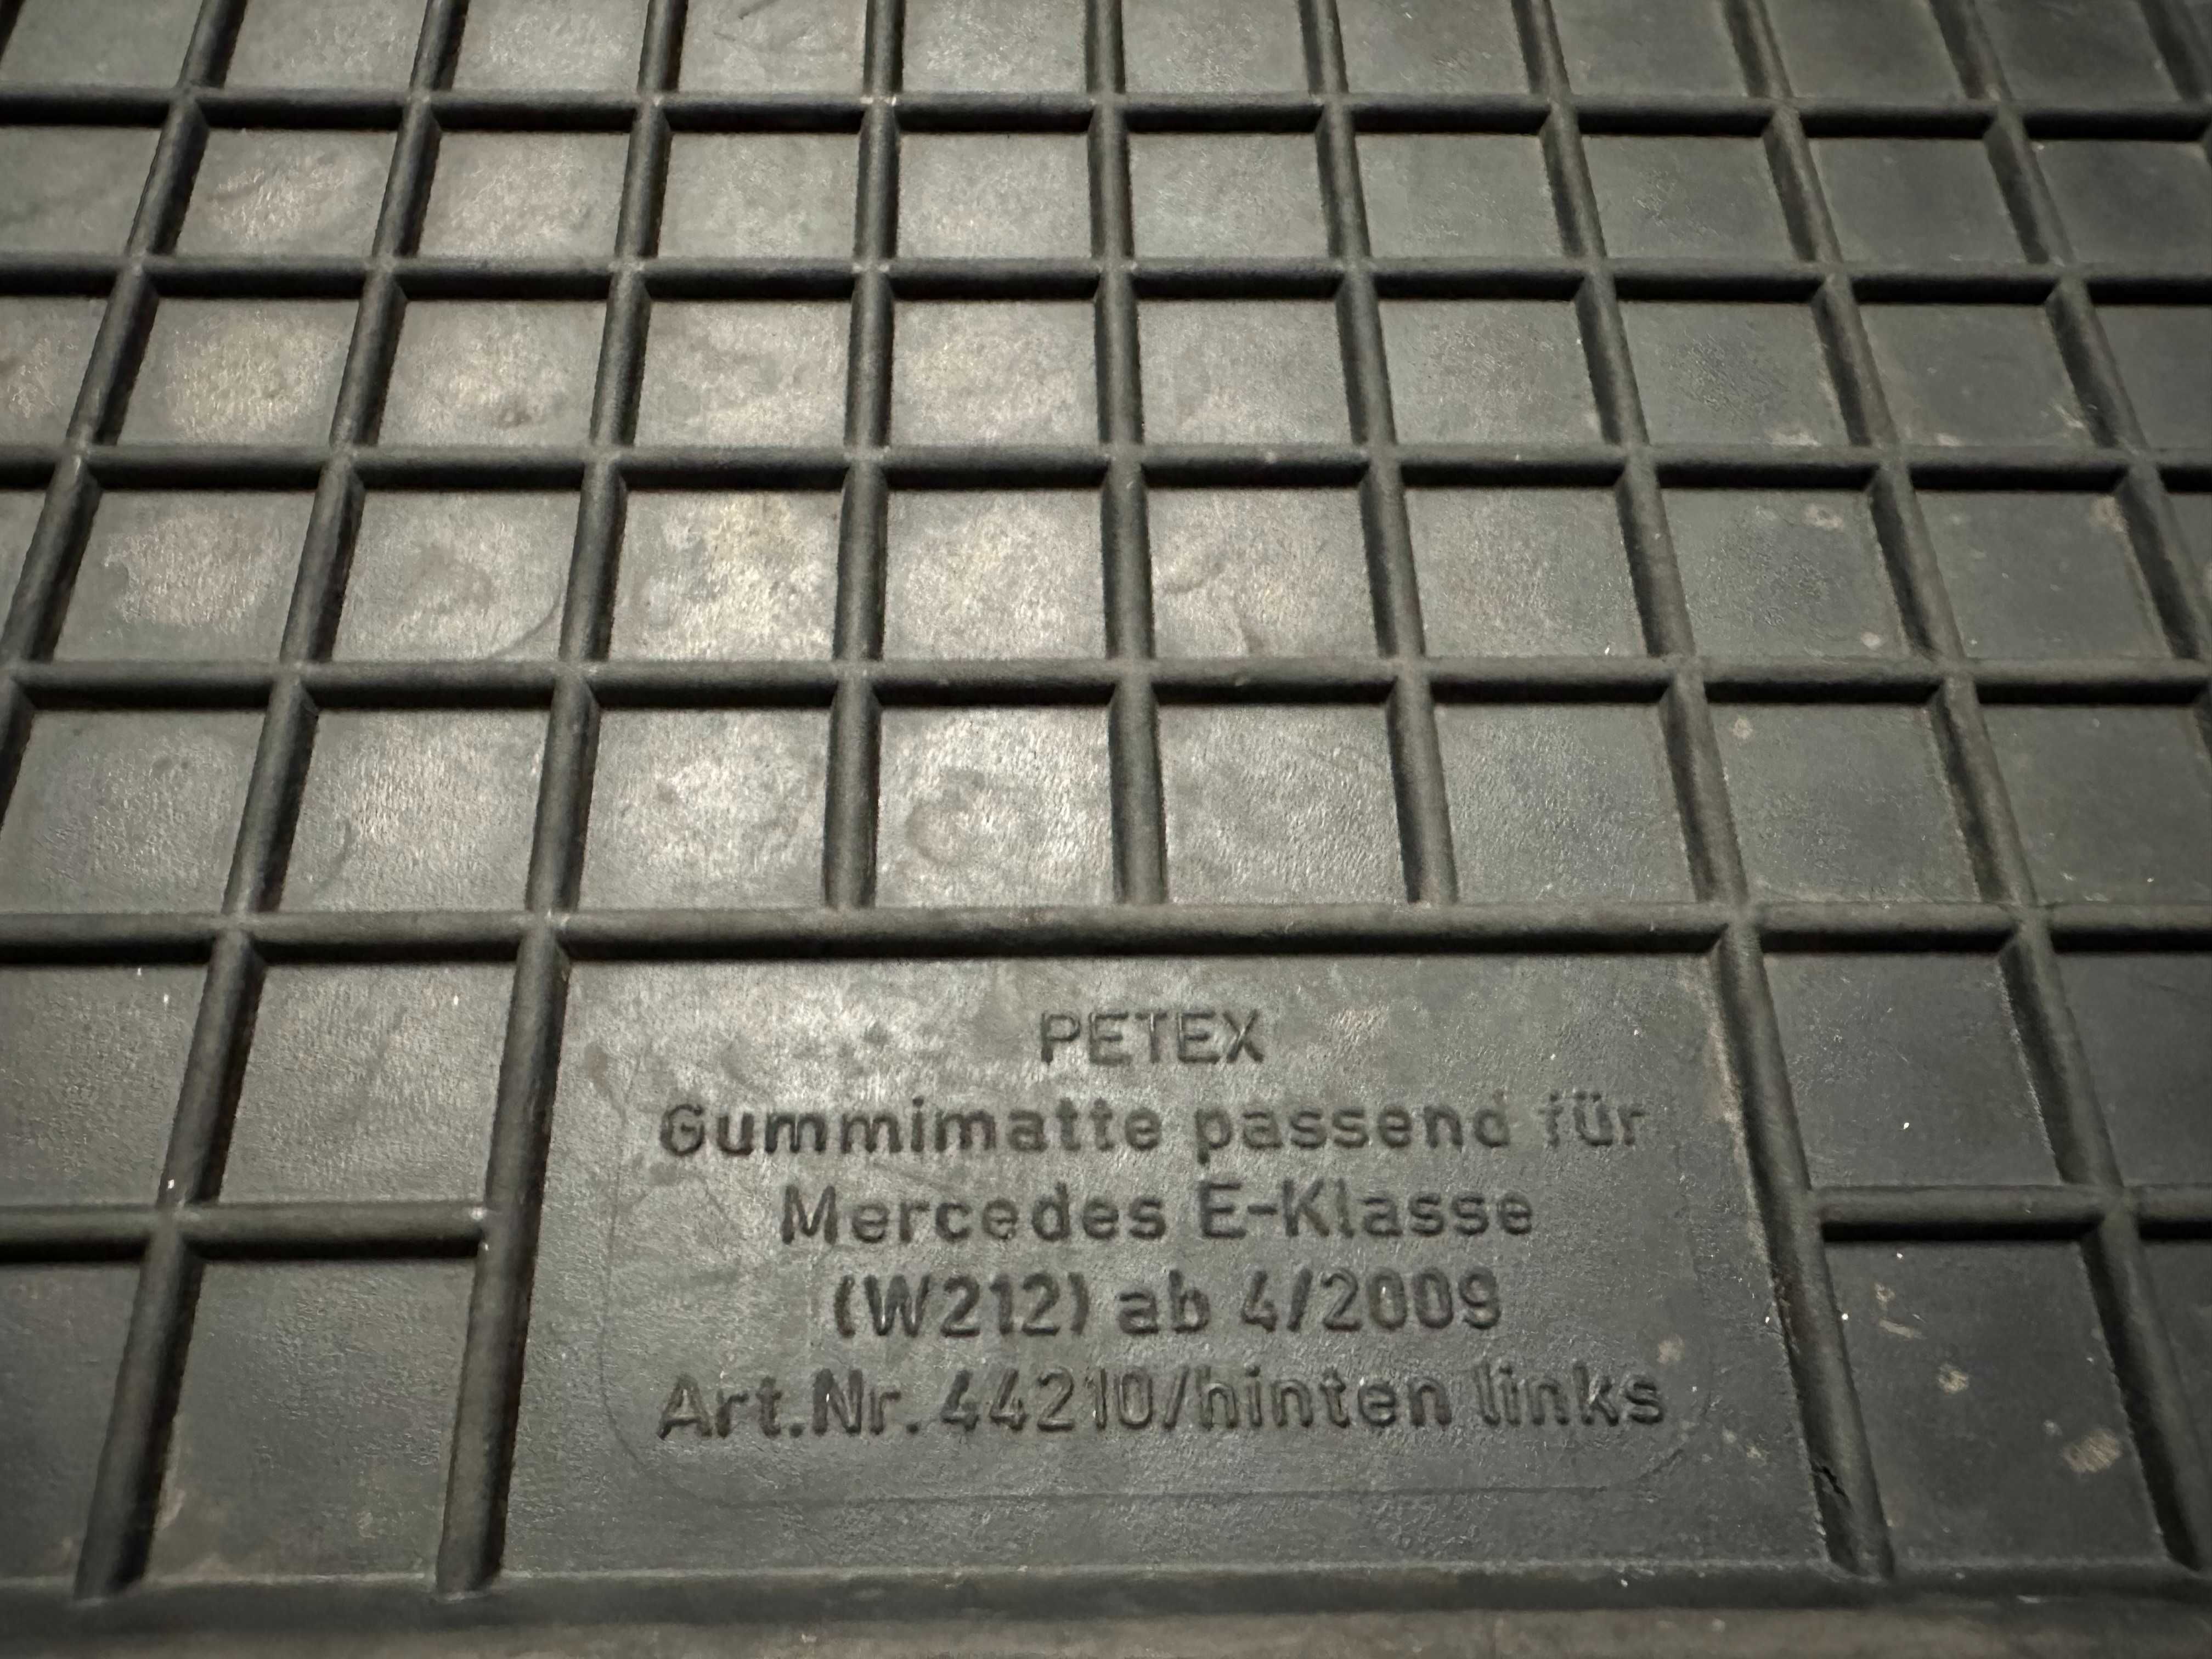 PETEX
Gummimatte passend für
Mercedes E-Klasse
(W212) ab 4/2009
Art.Nr. 44210/hinten links